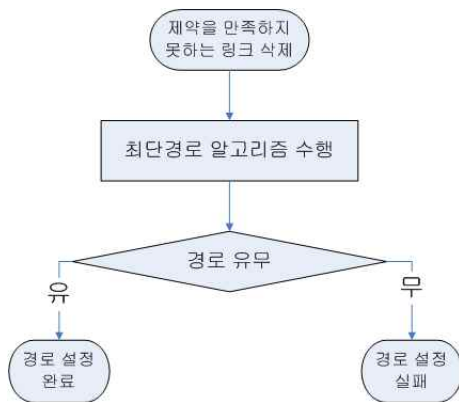 제약을 만족하지
못하는 링크 삭제
최단경로 알고리즘 수행
경로 유무
유
무
경로 설정
완료
경로 설정
실패